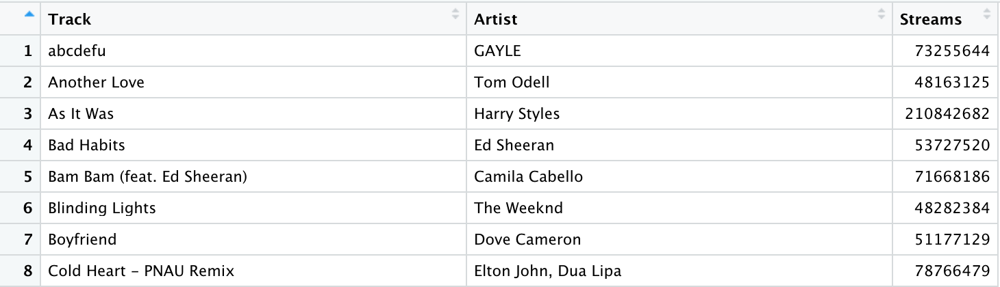 Track Artist Streams
1 abcdefu GAYLE 73255644
2 Another Love Tom Odell 48163125
3 As It Was Harry Styles 210842682
4 Bad Habits Ed Sheeran 53727520
5 Bam Bam (feat. Ed Sheeran) Camila Cabello 71668186
6 Blinding Lights The Weeknd 48282384
7 Boyfriend Dove Cameron 51177129
8 Cold Heart – PNAU Remix Elton John, Dua Lipa 78766479